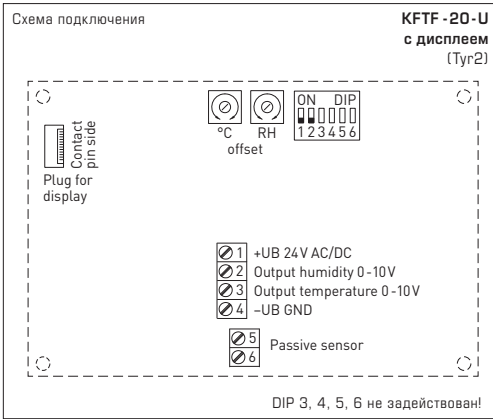 Схема подключения
KFTF - 20 - U
с дисплеем
(Tyr2)
ON DIP
1 2 3 4 5 6
°C RH
offset
Contact
pin side
Plug for
display
1 +UB 24V AC/DC
2 Output humidity 0-10V
3 Output temperature 0-10V
4 –UB GND
5
6
Passive sensor
DIP 3, 4, 5, 6 не задействован!